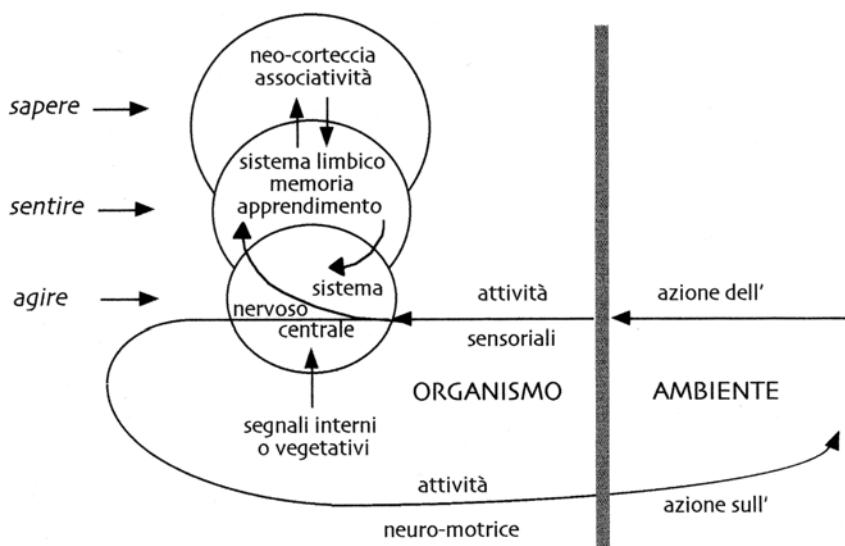 neo-corteccia
associatività
sapere
sistema limbico
memoria
apprendimento
sentire
sistema
agire
nervoso
centrale
attività
sensoriali
azione dell'
ORGANISMO
AMBIENTE
segnali interni
o vegetativi
attività
neuro-motrice
azione sull'